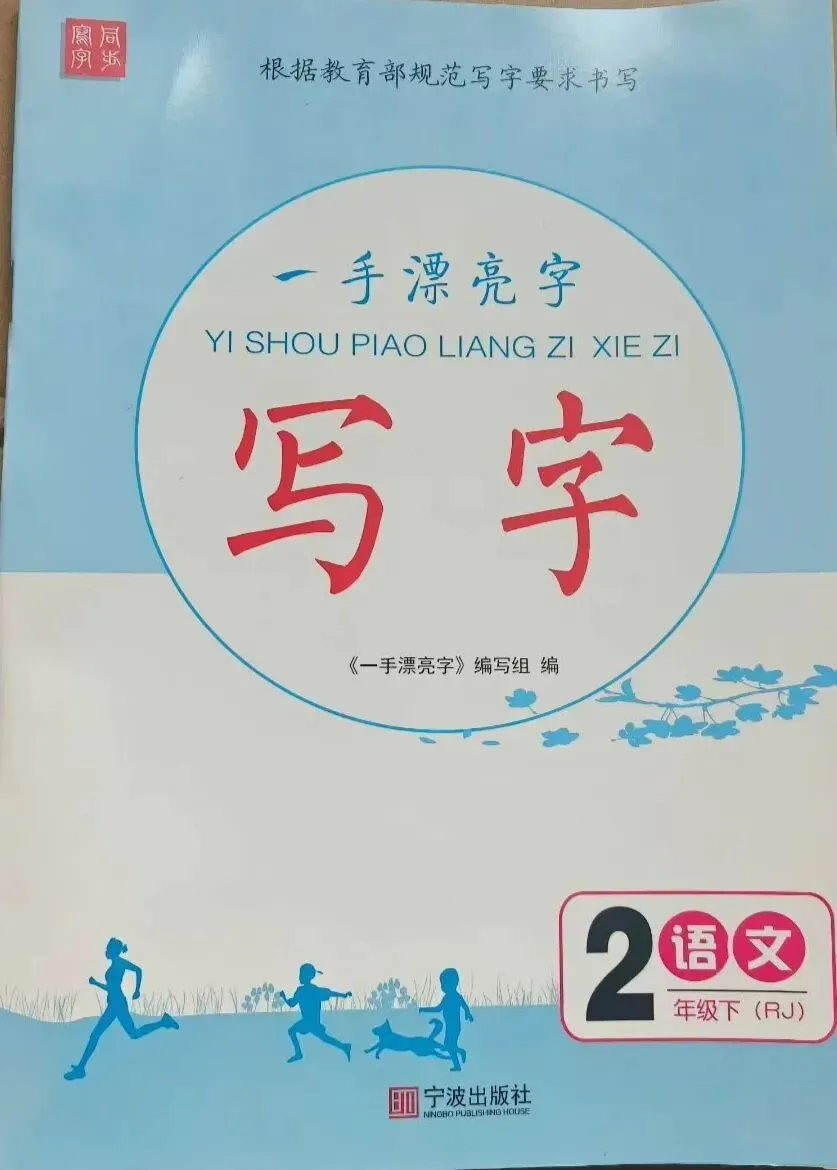 同步
寫字
根据教育部规范写字要求书写
一手漂亮字
YI SHOU PIAO LIANG ZI XIE ZI
写字
《一手漂亮字》编写组 编
2 语文
年级下（RJ）
宁波出版社
NINGBO PUBLISHING HOUSE